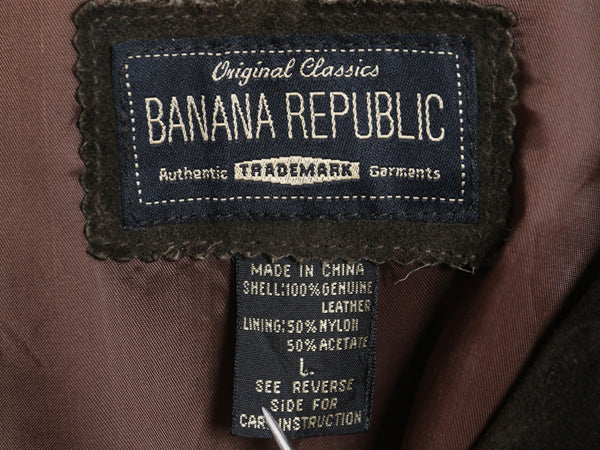 Original Classics
BANANA REPUBLIC
Authentic TRADEMARK Garments
MADE IN CHINA
SHELL:100%GENUINE
LEATHER
LINING:50%NYLON
50%ACETATE
L
SEE REVERSE
SIDE FOR
CARE INSTRUCTION